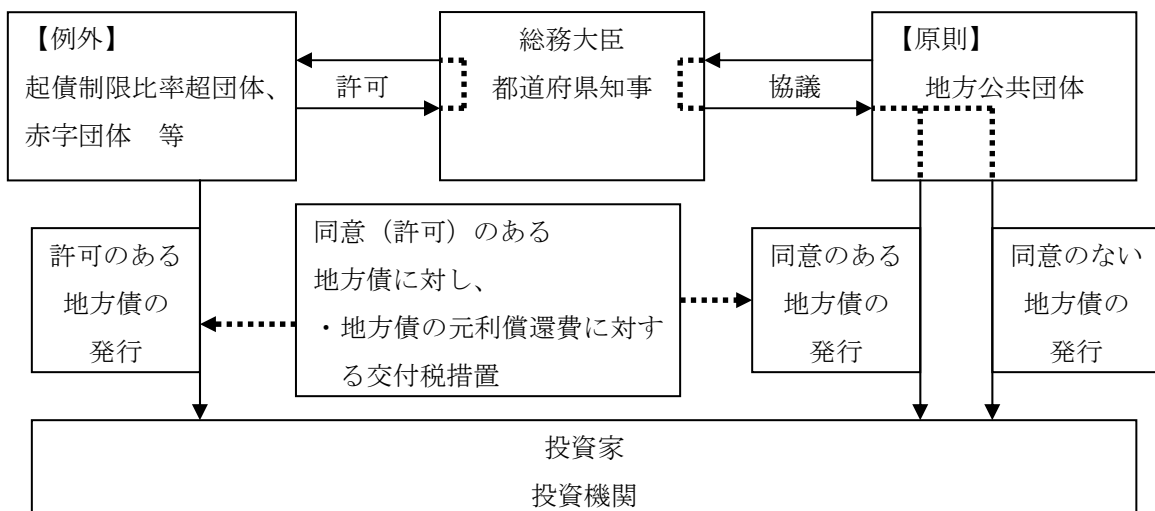 【例外】
起債制限比率超団体、
赤字団体　等
許可
総務大臣
都道府県知事
協議
【原則】
地方公共団体
許可のある
地方債の
発行
同意（許可）のある
地方債に対し、
・地方債の元利償還費に対す
る交付税措置
同意のある
地方債の
発行
同意のない
地方債の
発行
投資家
投資機関